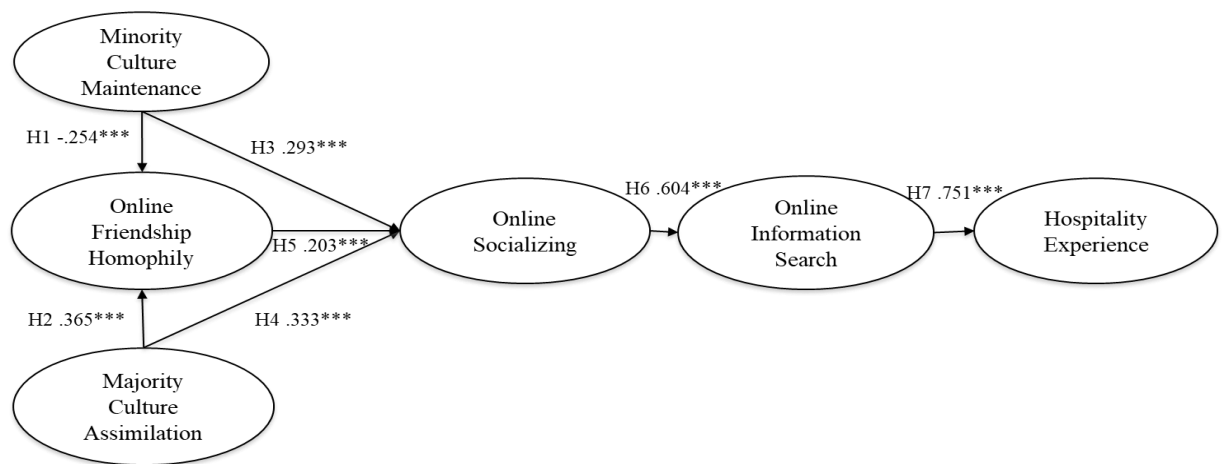 Minority
Culture
Maintenance
H1 -.254***
H3 .293***
Online
Friendship
Homophily
H5 .203***
Online
Socializing
H6 .604***
Online
Information
Search
H7 .751***
Hospitality
Experience
H2 .365***
H4 .333***
Majority
Culture
Assimilation